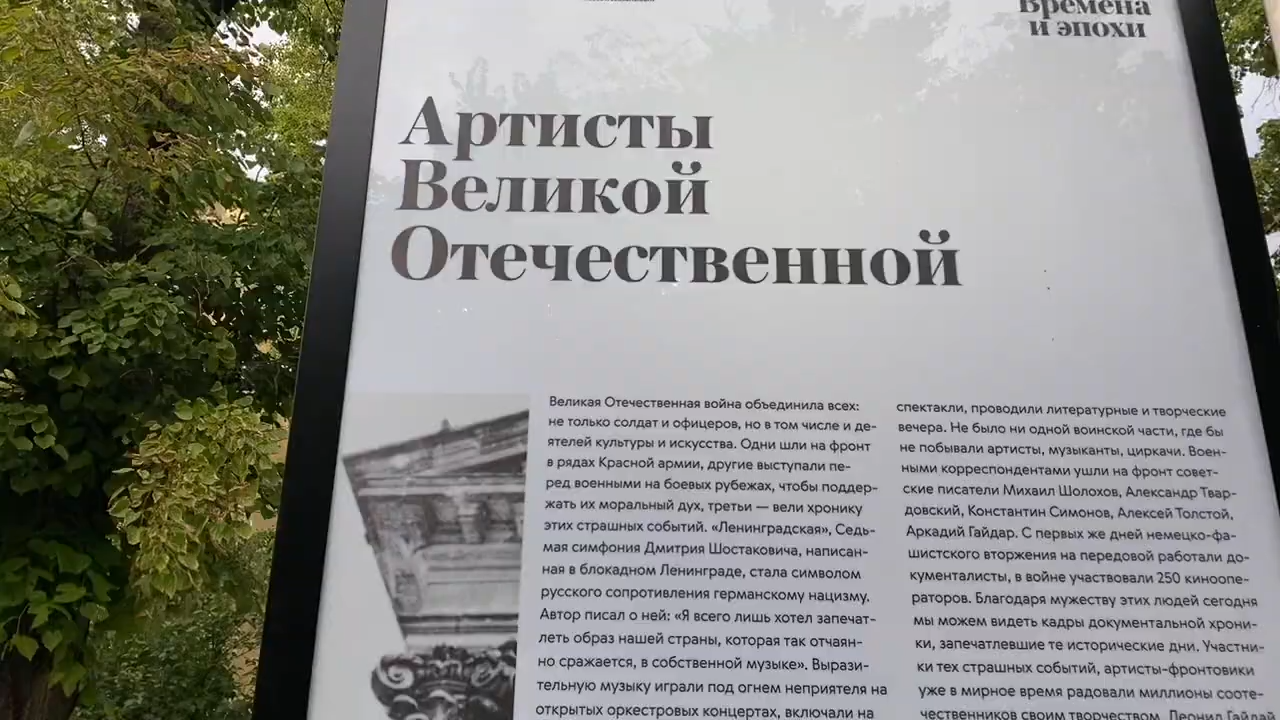 Времена
и эпохи
Артисты
Великой
Отечественной
Великая Отечественная война объединила всех:
не только солдат и офицеров, но в том числе и де-
ятелей культуры и искусства. Одни шли на фронт
в рядах Красной армии, другие выступали пе-
ред военными на боевых рубежах, чтобы поддер-
жать их моральный дух, третьи — вели хронику
этих страшных событий. «Ленинградская», Седь-
мая симфония Дмитрия Шостаковича, написан-
ная в блокадном Ленинграде, стала символом
русского сопротивления германскому нацизму.
Автор писал о ней: «Я всего лишь хотел запечат-
леть образ нашей страны, которая так отчаян-
но сражается, в собственной музыке». Вырази-
тельную музыку играли под огнем неприятеля на
открытых оркестровых концертах, включали на
спектакли, проводили литературные и творческие
вечера. Не было ни одной воинской части, где бы
не побывали артисты, музыканты, циркачи. Воен-
ными корреспондентами ушли на фронт совет-
ские писатели Михаил Шолохов, Александр Твар-
довский, Константин Симонов, Алексей Толстой,
Аркадий Гайдар. С первых же дней немецко-фа-
шистского вторжения на передовой работали до-
кументалисты, в войне участвовали 250 киноопе-
раторов. Благодаря мужеству этих людей сегодня
мы можем видеть кадры документальной хрони-
ки, запечатлевшие те исторические дни. Участни-
ки тех страшных событий, артисты-фронтовики
уже в мирное время радовали миллионы сооте-
чественников своим творчеством. Леонид Гайдай